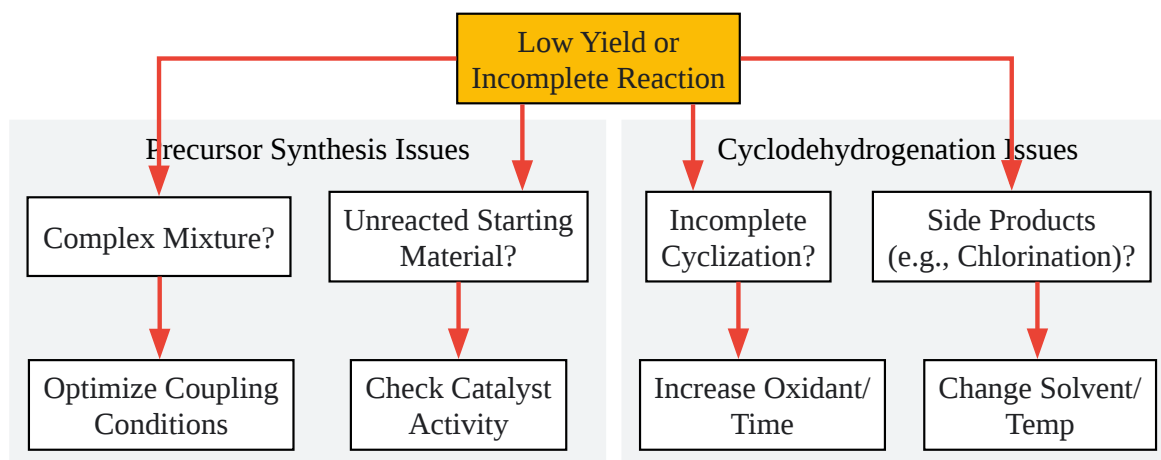 Low Yield or
Incomplete Reaction
Precursor Synthesis Issues
Cyclodehydrogenation Issues
Complex Mixture?
Unreacted Starting
Material?
Incomplete
Cyclization?
Side Products
(e.g., Chlorination)?
Optimize Coupling
Conditions
Check Catalyst
Activity
Increase Oxidant/
Time
Change Solvent/
Temp